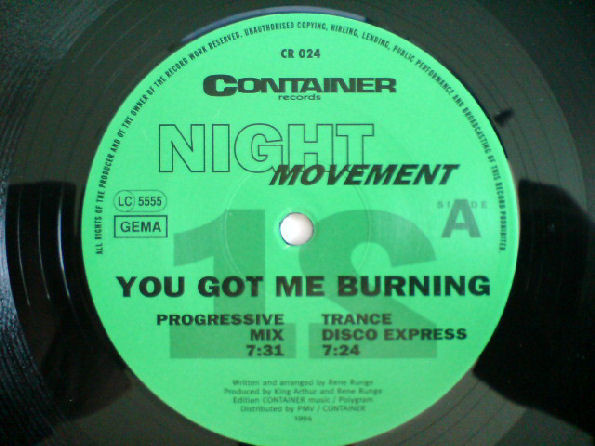 ALL RIGHTS OF THE PRODUCER AND OF THE OWNER OF THE RECORD WORK RESERVED. UNAUTHORISED COPYING, HIRLING, LENDING, PUBLIC PERFORMANCE AND BROADCASTING OF THIS RECORD PROHIBITED.
CR 024
CONTAINER
records
NIGHT
MOVEMENT
LC 5555
GEMA
SIDE
A
12
YOU GOT ME BURNING
PROGRESSIVE MIX 7:31
TRANCE DISCO EXPRESS 7:24
Written and arranged by Rene Runge
Produced by King Arthur and Rene Runge
Edition CONTAINER music / Polygram
Distributed by PMV / CONTAINER
1994